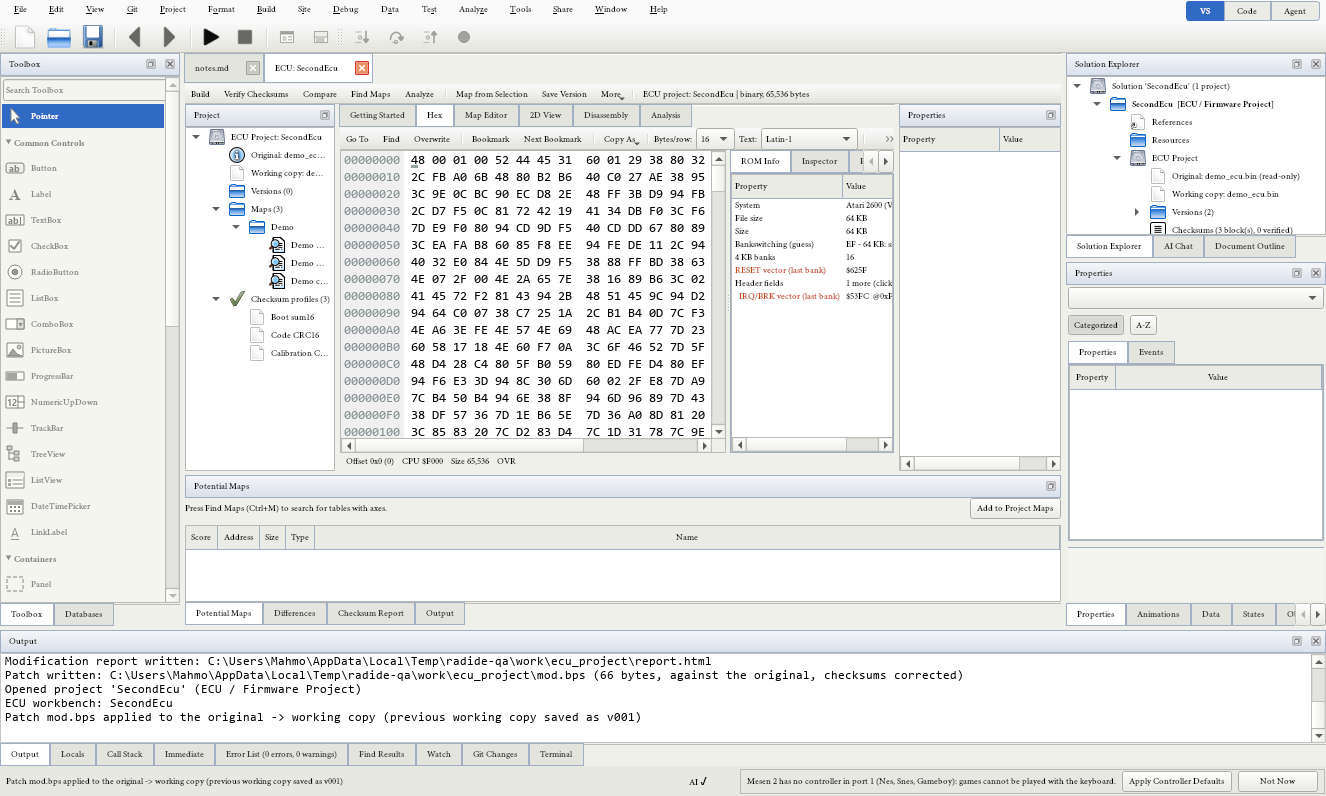 File Edit View Git Project Format Build Site Debug Data Test Analyze Tools Share Window Help
VS Code Agent
Toolbox
Search Toolbox
Pointer
Common Controls
Button
Label
TextBox
CheckBox
RadioButton
ListBox
ComboBox
PictureBox
ProgressBar
NumericUpDown
TrackBar
TreeView
ListView
DateTimePicker
LinkLabel
Containers
Panel
Toolbox Databases
notes.md ECU: SecondEcu
Build Verify Checksums Compare Find Maps Analyze Map from Selection Save Version More ECU project: SecondEcu | binary, 65,536 bytes
Project
ECU Project: SecondEcu
Original: demo_ec...
Working copy: de...
Versions (0)
Maps (3)
Demo
Demo ...
Demo ...
Demo c...
Checksum profiles (3)
Boot sum16
Code CRC16
Calibration C...
Getting Started Hex Map Editor 2D View Disassembly Analysis
Go To Find Overwrite Bookmark Next Bookmark Copy As Bytes/row: 16 Text: Latin-1
00000000 48 00 01 00 52 44 45 31 60 01 29 38 80 32
00000010 2C FB A0 6B 48 80 B2 B6 40 C0 27 AE 38 95
00000020 3C 9E 0C BC 90 EC D8 2E 48 FF 3B D9 94 FB
00000030 2C D7 F5 0C 81 72 42 19 41 34 DB F0 3C F6
00000040 7D E9 F0 80 94 CD 9D F5 40 CD DD 67 80 89
00000050 3C EA FA B8 60 85 F8 EE 94 FE DE 11 2C 94
00000060 40 32 E0 84 4E 5D D9 F5 38 88 FF BD 38 63
00000070 4E 07 2F 00 4E 2A 65 7E 38 16 89 B6 3C 02
00000080 41 45 72 F2 81 43 94 2B 48 51 45 9C 94 D2
00000090 94 64 C0 07 38 C7 25 1A 2C B1 B4 0D 7C F3
000000A0 4E A6 3E FE 4E 57 4E 69 48 AC EA 77 7D 23
000000B0 60 58 17 18 4E 60 F7 0A 3C 6F 46 52 7D 5F
000000C0 48 D4 28 C4 80 5F B0 59 80 ED FE D4 80 EF
000000D0 94 F6 E3 3D 94 8C 30 6D 60 02 2F E8 7D A9
000000E0 7C B4 50 B4 94 6E 38 8F 94 6D 96 89 7D 43
000000F0 38 DF 57 36 7D 1E B6 5E 7D 36 A0 8D 81 20
00000100 3C 85 83 20 7C D2 83 D4 7C 1D 31 78 7C 9E
Offset 0x0 (0) CPU $F000 Size 65,536 OVR
ROM Info Inspector
Property Value
System Atari 2600 (V
File size 64 KB
Size 64 KB
Bankswitching (guess) EF - 64 KB: s
4 KB banks 16
RESET vector (last bank) $625F
Header fields 1 more (click
IRQ/BRK vector (last bank) $53FC @0xF
Properties
Property Value
Potential Maps
Press Find Maps (Ctrl+M) to search for tables with axes.
Add to Project Maps
Score Address Size Type Name
Potential Maps Differences Checksum Report Output
Solution Explorer
Solution 'SecondEcu' (1 project)
SecondEcu [ECU / Firmware Project]
References
Resources
ECU Project
Original: demo_ecu.bin (read-only)
Working copy: demo_ecu.bin
Versions (2)
Checksums (3 block(s), 0 verified)
Solution Explorer AI Chat Document Outline
Properties
Categorized A-Z
Properties Events
Property Value
Properties Animations Data States
Output
Modification report written: C:\Users\Mahmo\AppData\Local\Temp\radide-qa\work\ecu_project\report.html
Patch written: C:\Users\Mahmo\AppData\Local\Temp\radide-qa\work\ecu_project\mod.bps (66 bytes, against the original, checksums corrected)
Opened project 'SecondEcu' (ECU / Firmware Project)
ECU workbench: SecondEcu
Patch mod.bps applied to the original -> working copy (previous working copy saved as v001)
Output Locals Call Stack Immediate Error List (0 errors, 0 warnings) Find Results Watch Git Changes Terminal
Patch mod.bps applied to the original -> working copy (previous working copy saved as v001)
AI ✓
Mesen 2 has no controller in port 1 (Nes, Snes, Gameboy): games cannot be played with the keyboard.
Apply Controller Defaults Not Now